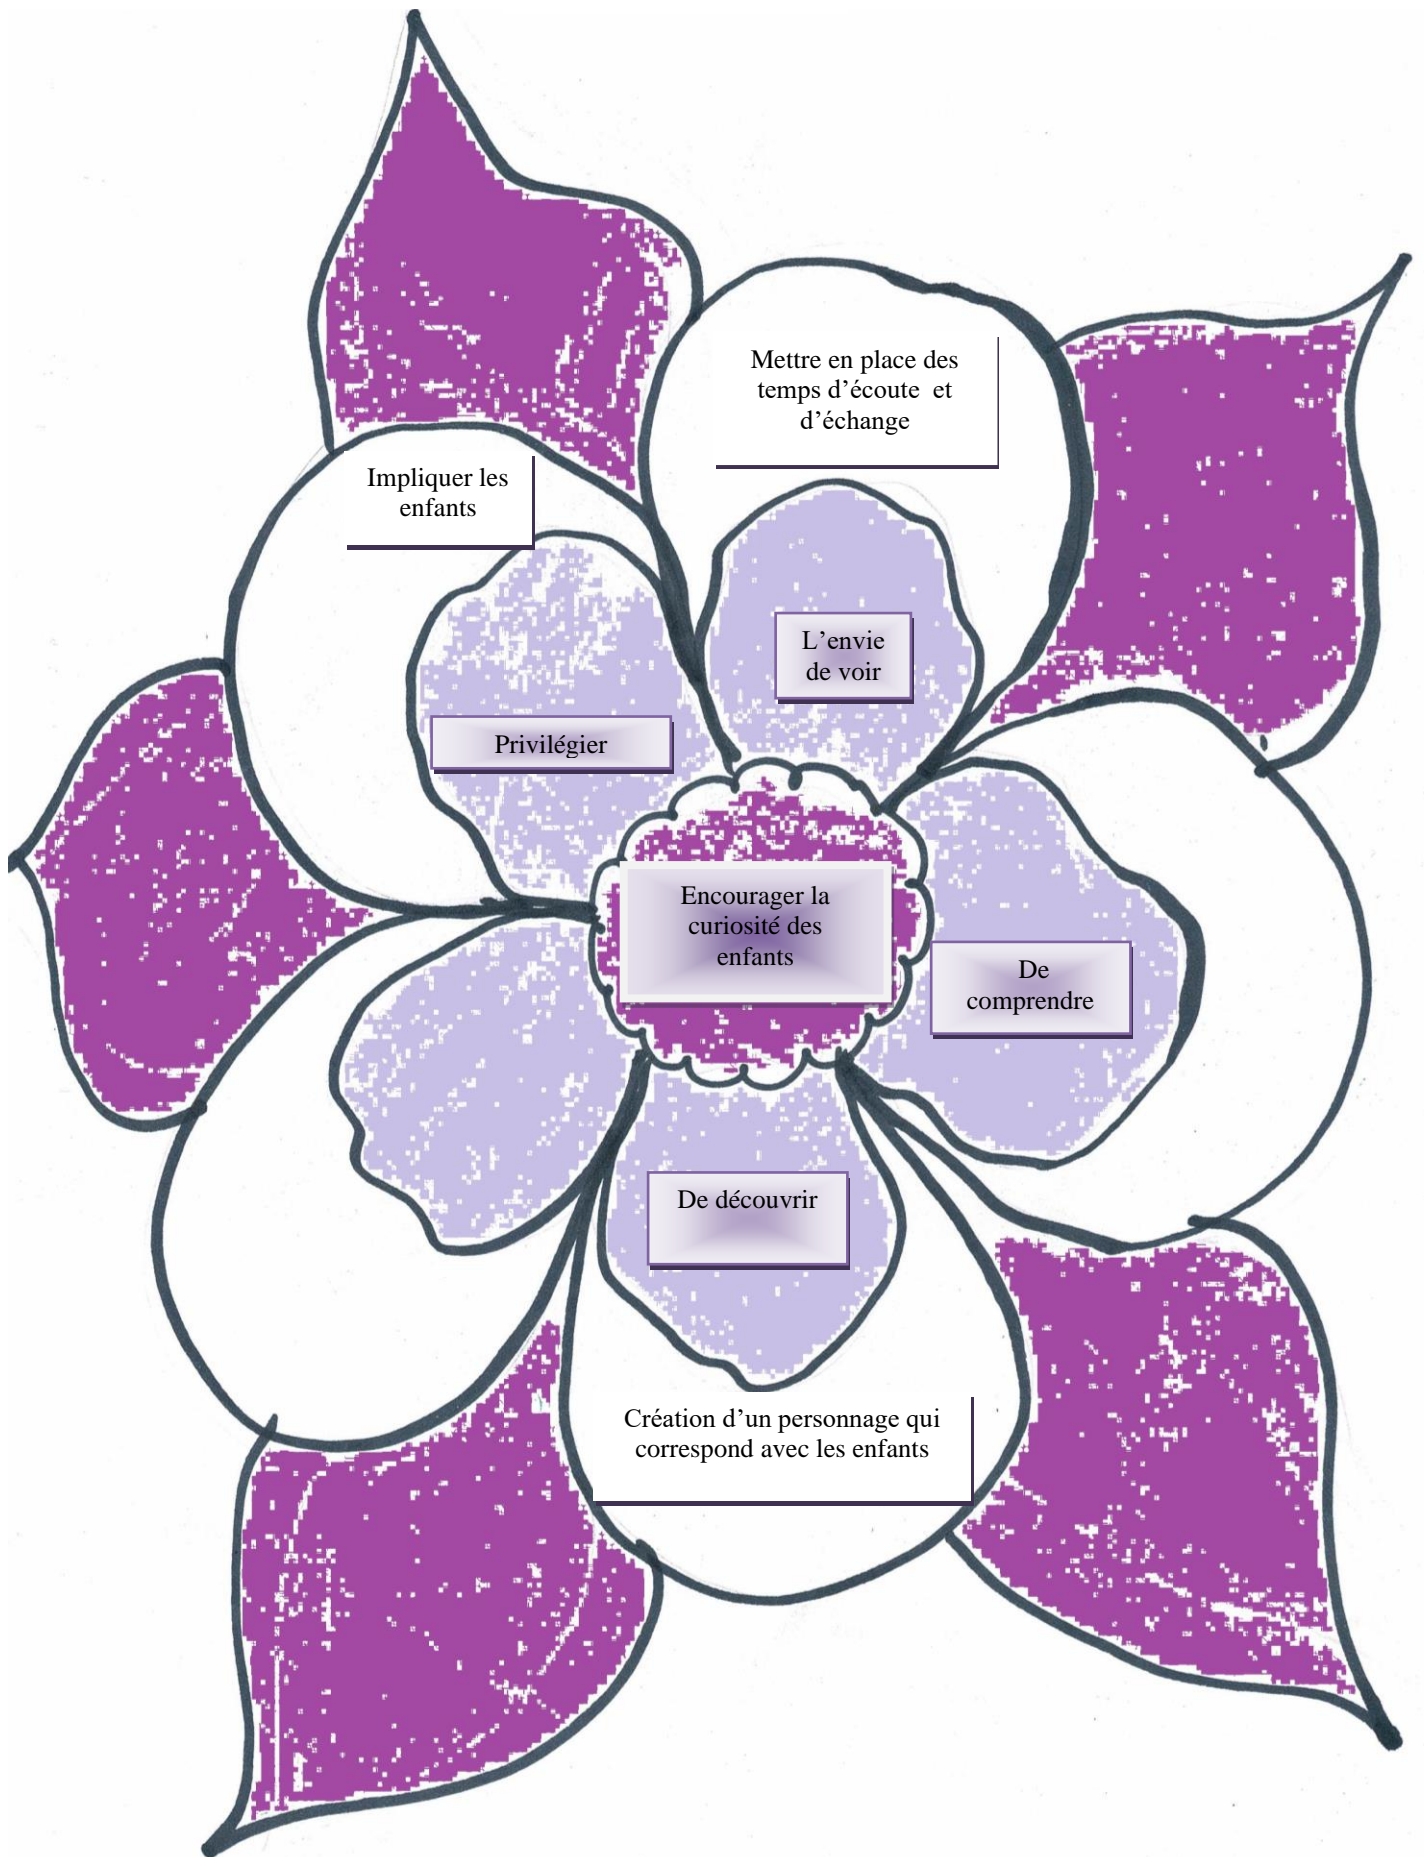 Mettre en place des
temps d'écoute et
d'échange
Impliquer les
enfants
L'envie
de voir
Privilégier
Encourager la
curiosité des
enfants
De
comprendre
De découvrir
Création d'un personnage qui
correspond avec les enfants